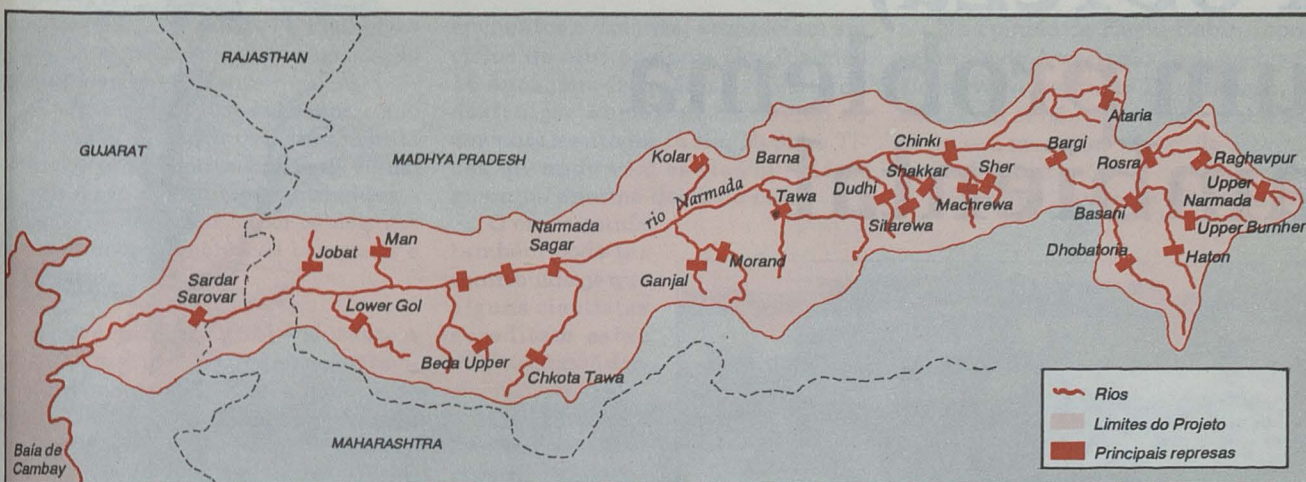 RAJASTHAN
GUJARAT
MADHYA PRADESH
Kolar
Barna
Chinki
Ataria
Bargi
Rosra
Raghavpur
Upper
Narmada
Sher
Shakkar
Dudhi
Machrewa
Sitarewa
Tawa
rio Narmada
Basani
Upper Burnher
Haton
Dhobatoria
Narmada
Sagar
Man
Jobat
Morand
Ganjal
Sardar
Sarovar
Lower Gol
Beda Upper
Chkota Tawa
MAHARASHTRA
Baía de
Cambay
Rios
Limites do Projeto
Principais represas